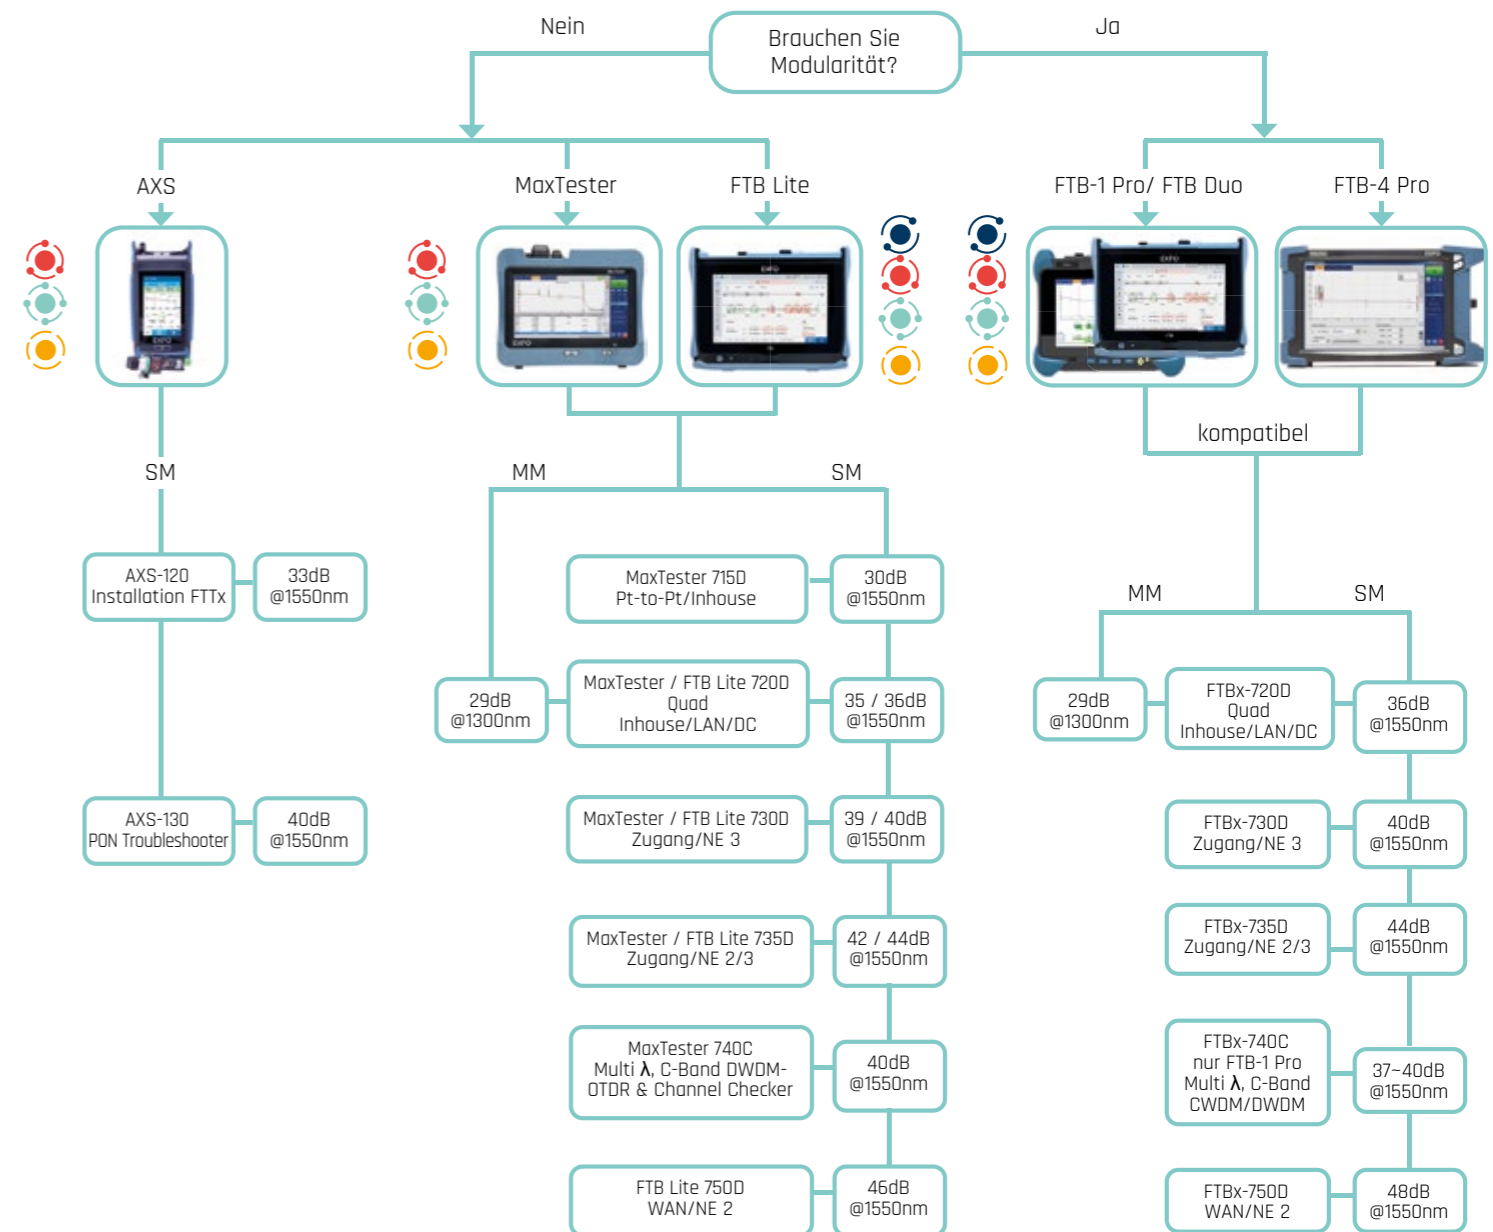 Nein
Brauchen Sie
Modularität?
Ja
AXS
MaxTester
FTB Lite
FTB-1 Pro/ FTB Duo
FTB-4 Pro
EXFO
EXFO
EXFO
EXFO
EXFO
kompatibel
SM
MM
SM
MM
SM
AXS-120
Installation FTTx
33dB
@1550nm
AXS-130
PON Troubleshooter
40dB
@1550nm
MaxTester 715D
Pt-to-Pt/Inhouse
30dB
@1550nm
29dB
@1300nm
MaxTester / FTB Lite 720D
Quad
Inhouse/LAN/DC
35 / 36dB
@1550nm
MaxTester / FTB Lite 730D
Zugang/NE 3
39 / 40dB
@1550nm
MaxTester / FTB Lite 735D
Zugang/NE 2/3
42 / 44dB
@1550nm
MaxTester 740C
Multi λ, C-Band DWDM-
OTDR & Channel Checker
40dB
@1550nm
FTB Lite 750D
WAN/NE 2
46dB
@1550nm
29dB
@1300nm
FTBx-720D
Quad
Inhouse/LAN/DC
36dB
@1550nm
FTBx-730D
Zugang/NE 3
40dB
@1550nm
FTBx-735D
Zugang/NE 2/3
44dB
@1550nm
FTBx-740C
nur FTB-1 Pro
Multi λ, C-Band
CWDM/DWDM
37-40dB
@1550nm
FTBx-750D
WAN/NE 2
48dB
@1550nm